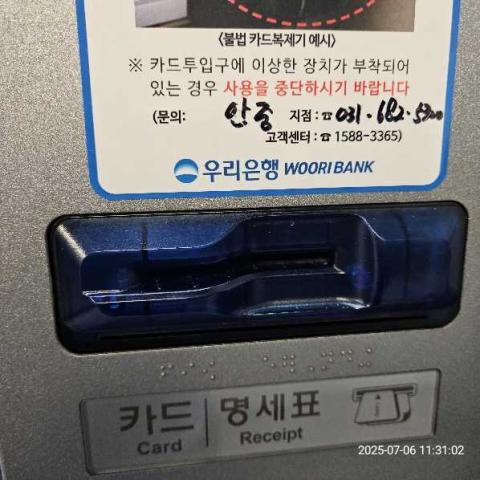 <불법 카드복제기 예시>
※ 카드투입구에 이상한 장치가 부착되어
있는 경우 사용을 중단하시기 바랍니다
(문의: 안중 지점 : ☎ 031·682·5300
고객센터 : ☎ 1588-3365)
우리은행 WOORI BANK
카드 | 명세표
Card Receipt
2025-07-06 11:31:02